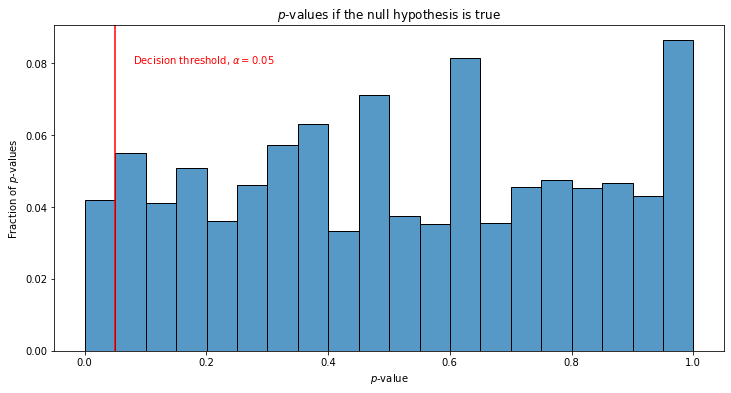 p-values if the null hypothesis is true
Decision threshold, α = 0.05
Fraction of p-values
0.08
0.06
0.04
0.02
0.00
0.0 0.2 0.4 0.6 0.8 1.0
p-value